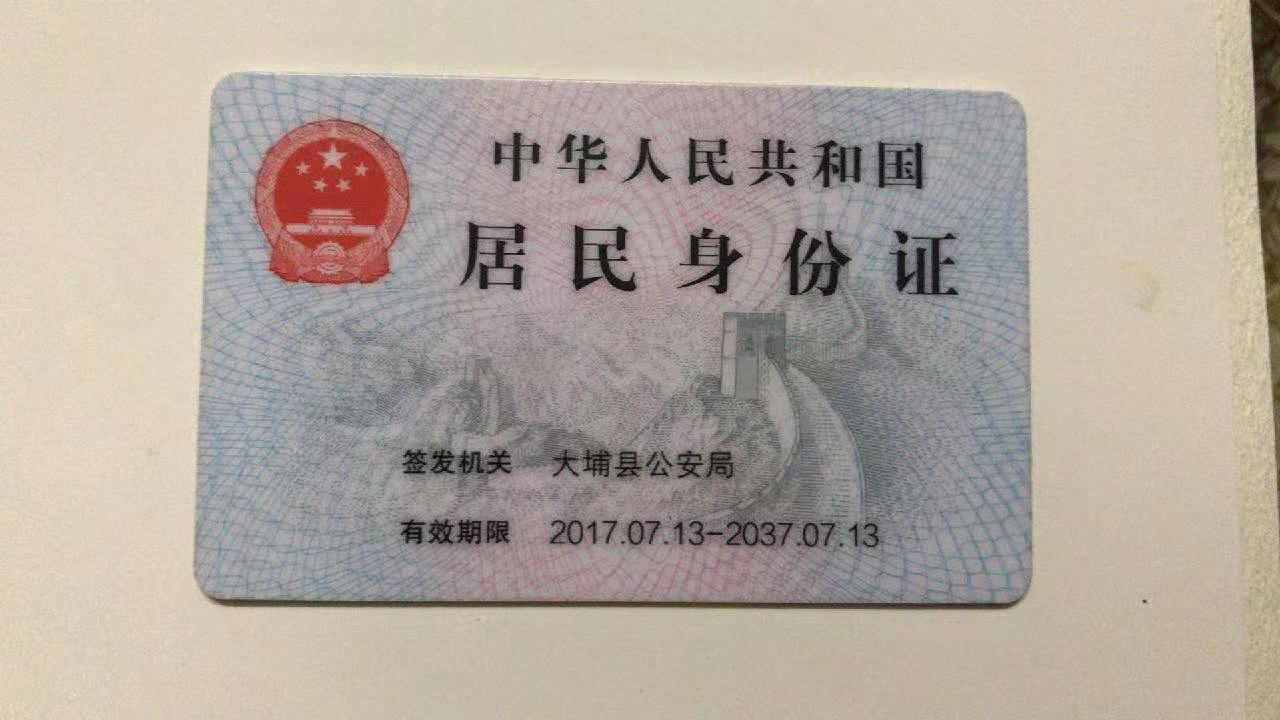 中华人民共和国
居民身份证
签发机关 大埔县公安局
有效期限 2017.07.13-2037.07.13